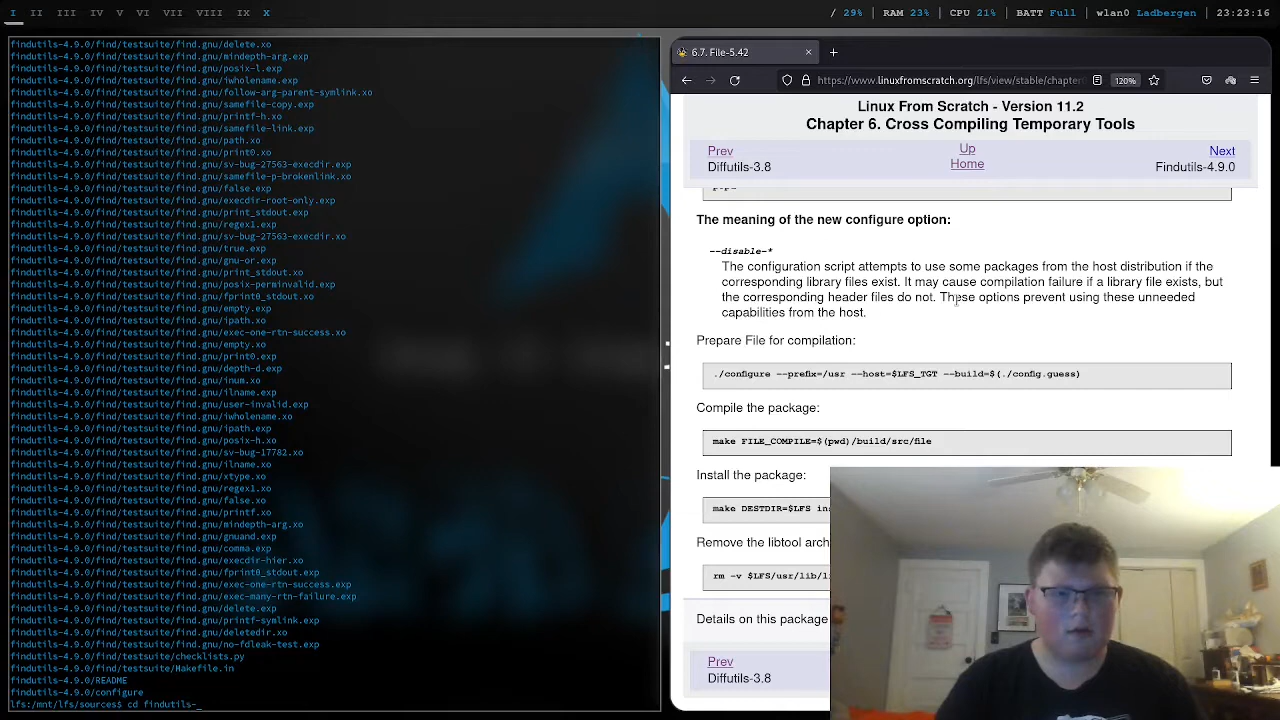 I II III IV V VI VII VIII IX X / 29% | RAM 23% | CPU 21% | BATT Full | wlan0 Ladbergen | 23:23:16
findutils-4.9.0/find/testsuite/find.gnu/delete.xo
findutils-4.9.0/find/testsuite/find.gnu/mindepth-arg.exp
findutils-4.9.0/find/testsuite/find.gnu/posix-l.exp
findutils-4.9.0/find/testsuite/find.gnu/iwholename.exp
findutils-4.9.0/find/testsuite/find.gnu/follow-arg-parent-symlink.xo
findutils-4.9.0/find/testsuite/find.gnu/samefile-copy.exp
findutils-4.9.0/find/testsuite/find.gnu/printf-h.xo
findutils-4.9.0/find/testsuite/find.gnu/samefile-link.exp
findutils-4.9.0/find/testsuite/find.gnu/path.xo
findutils-4.9.0/find/testsuite/find.gnu/print0.xo
findutils-4.9.0/find/testsuite/find.gnu/sv-bug-27563-execdir.exp
findutils-4.9.0/find/testsuite/find.gnu/samefile-p-brokenlink.xo
findutils-4.9.0/find/testsuite/find.gnu/false.exp
findutils-4.9.0/find/testsuite/find.gnu/execdir-root-only.exp
findutils-4.9.0/find/testsuite/find.gnu/print_stdout.exp
findutils-4.9.0/find/testsuite/find.gnu/regex1.exp
findutils-4.9.0/find/testsuite/find.gnu/sv-bug-27563-execdir.xo
findutils-4.9.0/find/testsuite/find.gnu/true.exp
findutils-4.9.0/find/testsuite/find.gnu/gnu-or.exp
findutils-4.9.0/find/testsuite/find.gnu/print_stdout.xo
findutils-4.9.0/find/testsuite/find.gnu/posix-perminvalid.exp
findutils-4.9.0/find/testsuite/find.gnu/fprint0_stdout.xo
findutils-4.9.0/find/testsuite/find.gnu/empty.exp
findutils-4.9.0/find/testsuite/find.gnu/ipath.xo
findutils-4.9.0/find/testsuite/find.gnu/exec-one-rtn-success.xo
findutils-4.9.0/find/testsuite/find.gnu/empty.xo
findutils-4.9.0/find/testsuite/find.gnu/print0.exp
findutils-4.9.0/find/testsuite/find.gnu/depth-d.exp
findutils-4.9.0/find/testsuite/find.gnu/inum.xo
findutils-4.9.0/find/testsuite/find.gnu/ilname.exp
findutils-4.9.0/find/testsuite/find.gnu/user-invalid.exp
findutils-4.9.0/find/testsuite/find.gnu/iwholename.xo
findutils-4.9.0/find/testsuite/find.gnu/ipath.exp
findutils-4.9.0/find/testsuite/find.gnu/posix-h.xo
findutils-4.9.0/find/testsuite/find.gnu/sv-bug-17782.xo
findutils-4.9.0/find/testsuite/find.gnu/ilname.xo
findutils-4.9.0/find/testsuite/find.gnu/xtype.xo
findutils-4.9.0/find/testsuite/find.gnu/regex1.xo
findutils-4.9.0/find/testsuite/find.gnu/false.xo
findutils-4.9.0/find/testsuite/find.gnu/printf.xo
findutils-4.9.0/find/testsuite/find.gnu/mindepth-arg.xo
findutils-4.9.0/find/testsuite/find.gnu/gnuand.exp
findutils-4.9.0/find/testsuite/find.gnu/comma.exp
findutils-4.9.0/find/testsuite/find.gnu/execdir-hier.xo
findutils-4.9.0/find/testsuite/find.gnu/fprint0_stdout.exp
findutils-4.9.0/find/testsuite/find.gnu/exec-one-rtn-success.exp
findutils-4.9.0/find/testsuite/find.gnu/exec-many-rtn-failure.exp
findutils-4.9.0/find/testsuite/find.gnu/delete.exp
findutils-4.9.0/find/testsuite/find.gnu/printf-symlink.exp
findutils-4.9.0/find/testsuite/find.gnu/deletedir.xo
findutils-4.9.0/find/testsuite/find.gnu/no-fdleak-test.exp
findutils-4.9.0/find/testsuite/checklists.py
findutils-4.9.0/find/testsuite/Makefile.in
findutils-4.9.0/README
findutils-4.9.0/configure
lfs:/mnt/lfs/sources$ cd findutils-_
6.7. File-5.42
https://www.linuxfromscratch.org/lfs/view/stable/chapter 120%
Linux From Scratch - Version 11.2
Chapter 6. Cross Compiling Temporary Tools
Prev Up Next
Diffutils-3.8 Home Findutils-4.9.0
popd
The meaning of the new configure option:
--disable-*
The configuration script attempts to use some packages from the host distribution if the
corresponding library files exist. It may cause compilation failure if a library file exists, but
the corresponding header files do not. These options prevent using these unneeded
capabilities from the host.
Prepare File for compilation:
./configure --prefix=/usr --host=$LFS_TGT --build=$(./config.guess)
Compile the package:
make FILE_COMPILE=$(pwd)/build/src/file
Install the package:
make DESTDIR=$LFS ins
Remove the libtool arch
rm -v $LFS/usr/lib/l
Details on this package
Prev
Diffutils-3.8